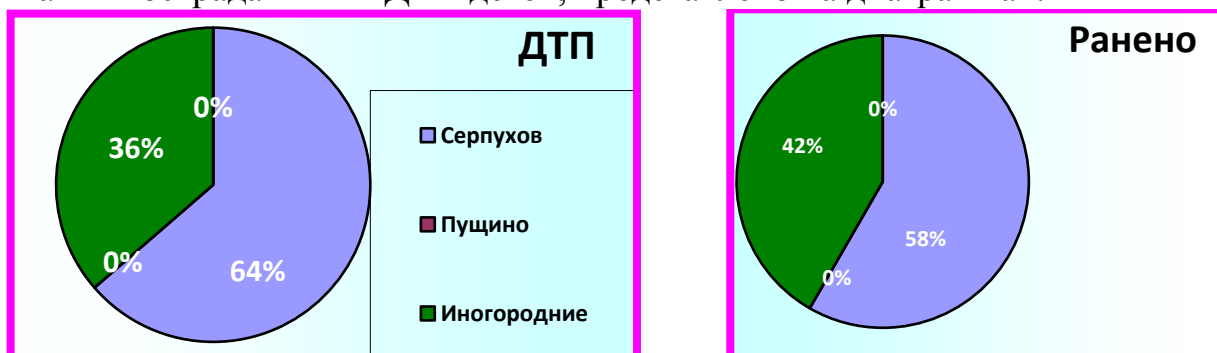 ДТП
0%
36%
0%
64%
Серпухов
Пущино
Иногородние
Ранено
0%
42%
58%
0%